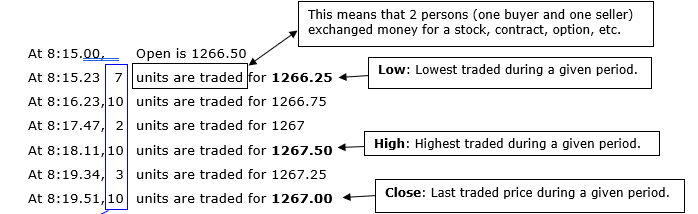 This means that 2 persons (one buyer and one seller)
exchanged money for a stock, contract, option, etc.
At 8:15.00, Open is 1266.50
At 8:15.23 7 units are traded for 1266.25
Low: Lowest traded during a given period.
At 8:16.23, 10 units are traded for 1266.75
At 8:17.47, 2 units are traded for 1267
At 8:18.11, 10 units are traded for 1267.50
High: Highest traded during a given period.
At 8:19.34, 3 units are traded for 1267.25
At 8:19.51, 10 units are traded for 1267.00
Close: Last traded price during a given period.